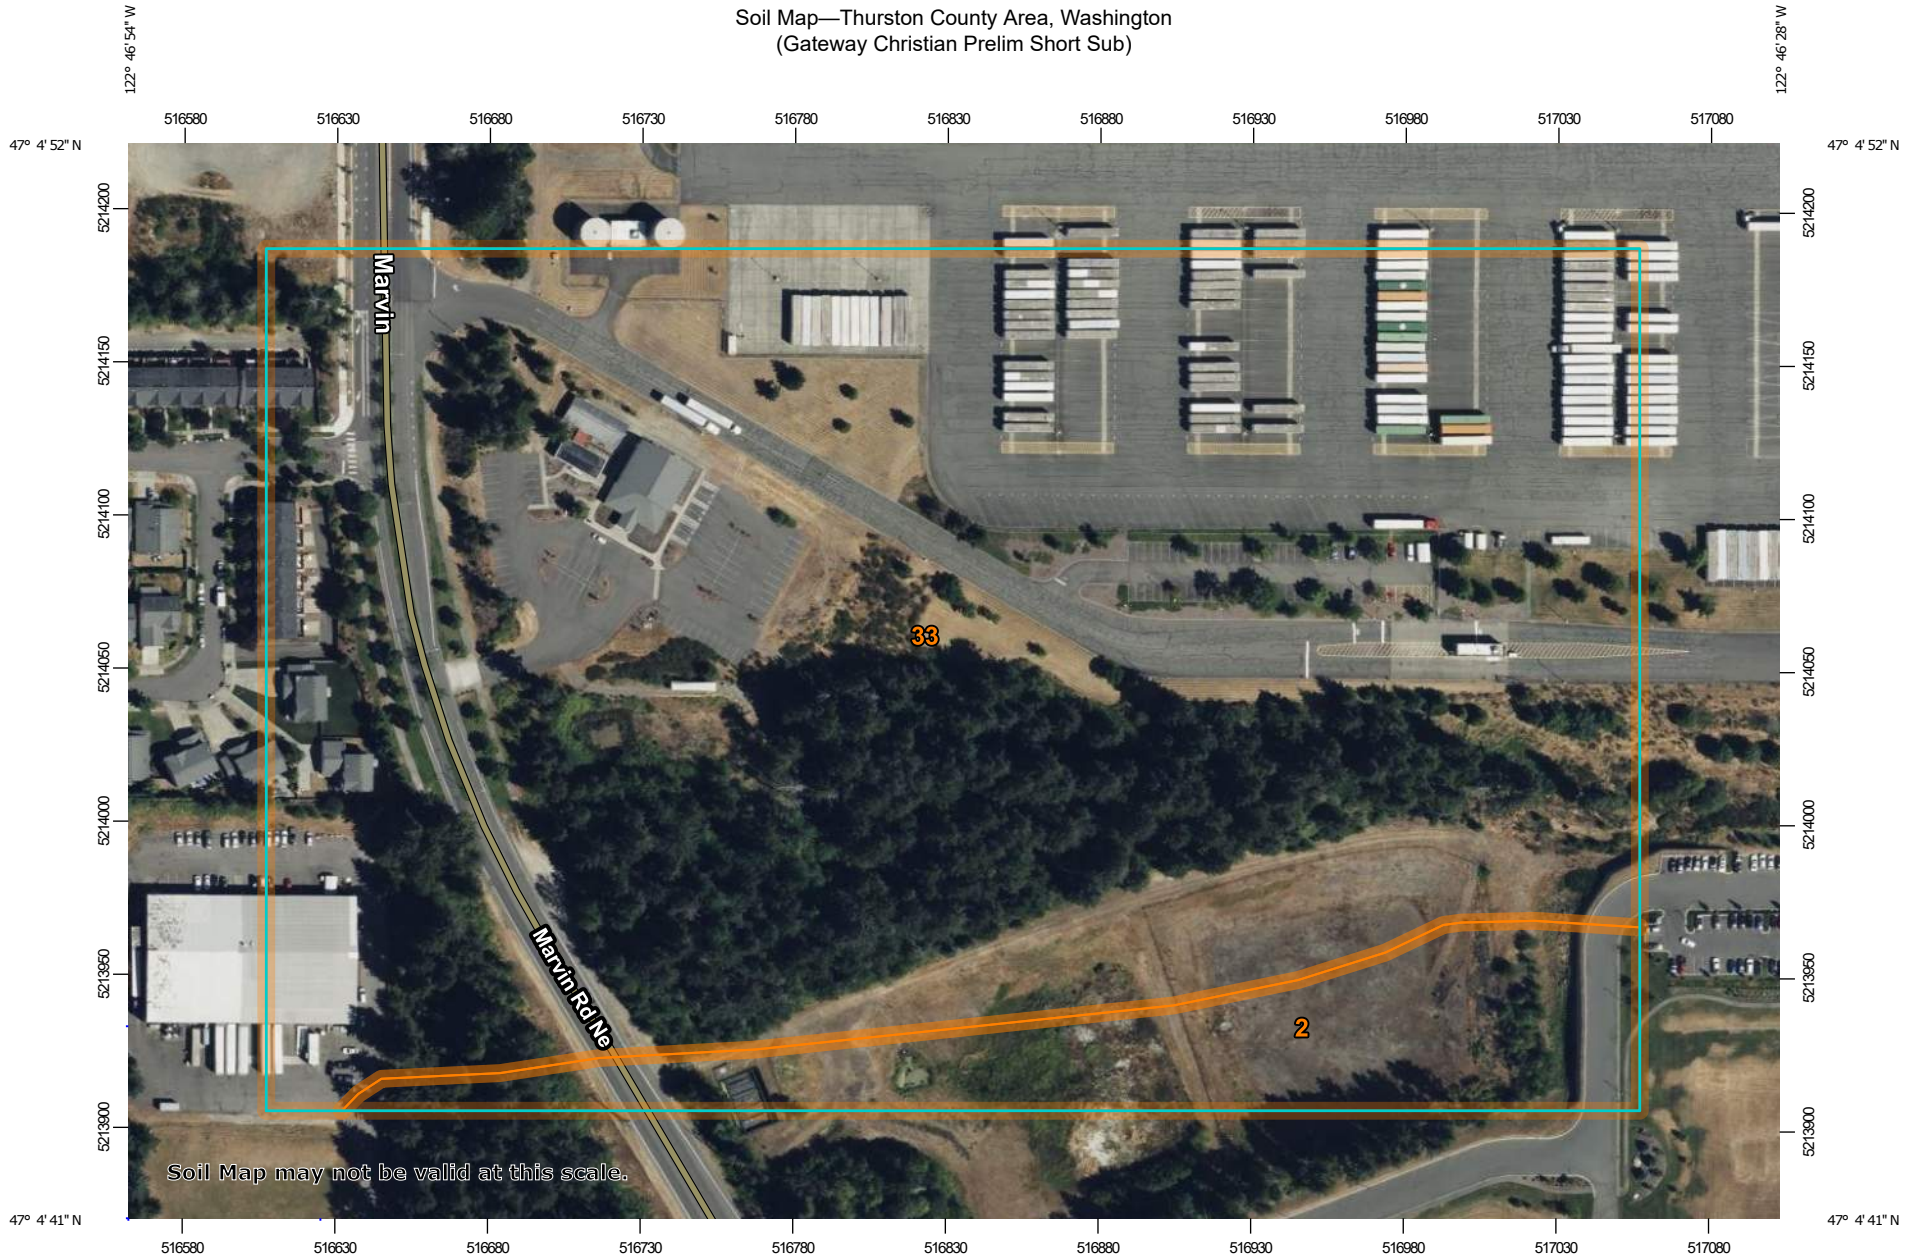 Soil Map—Thurston County Area, Washington
(Gateway Christian Prelim Short Sub)
122° 46' 54" W
122° 46' 28" W
516580 516630 516680 516730 516780 516830 516880 516930 516980 517030 517080
47° 4' 52" N
47° 4' 52" N
5214200
5214200
Marvin
5214150
5214150
5214100
5214100
33
5214050
5214050
5214000
5214000
Marvin Rd Ne
5213950
5213950
2
5213900
5213900
Soil Map may not be valid at this scale.
47° 4' 41" N
47° 4' 41" N
516580 516630 516680 516730 516780 516830 516880 516930 516980 517030 517080